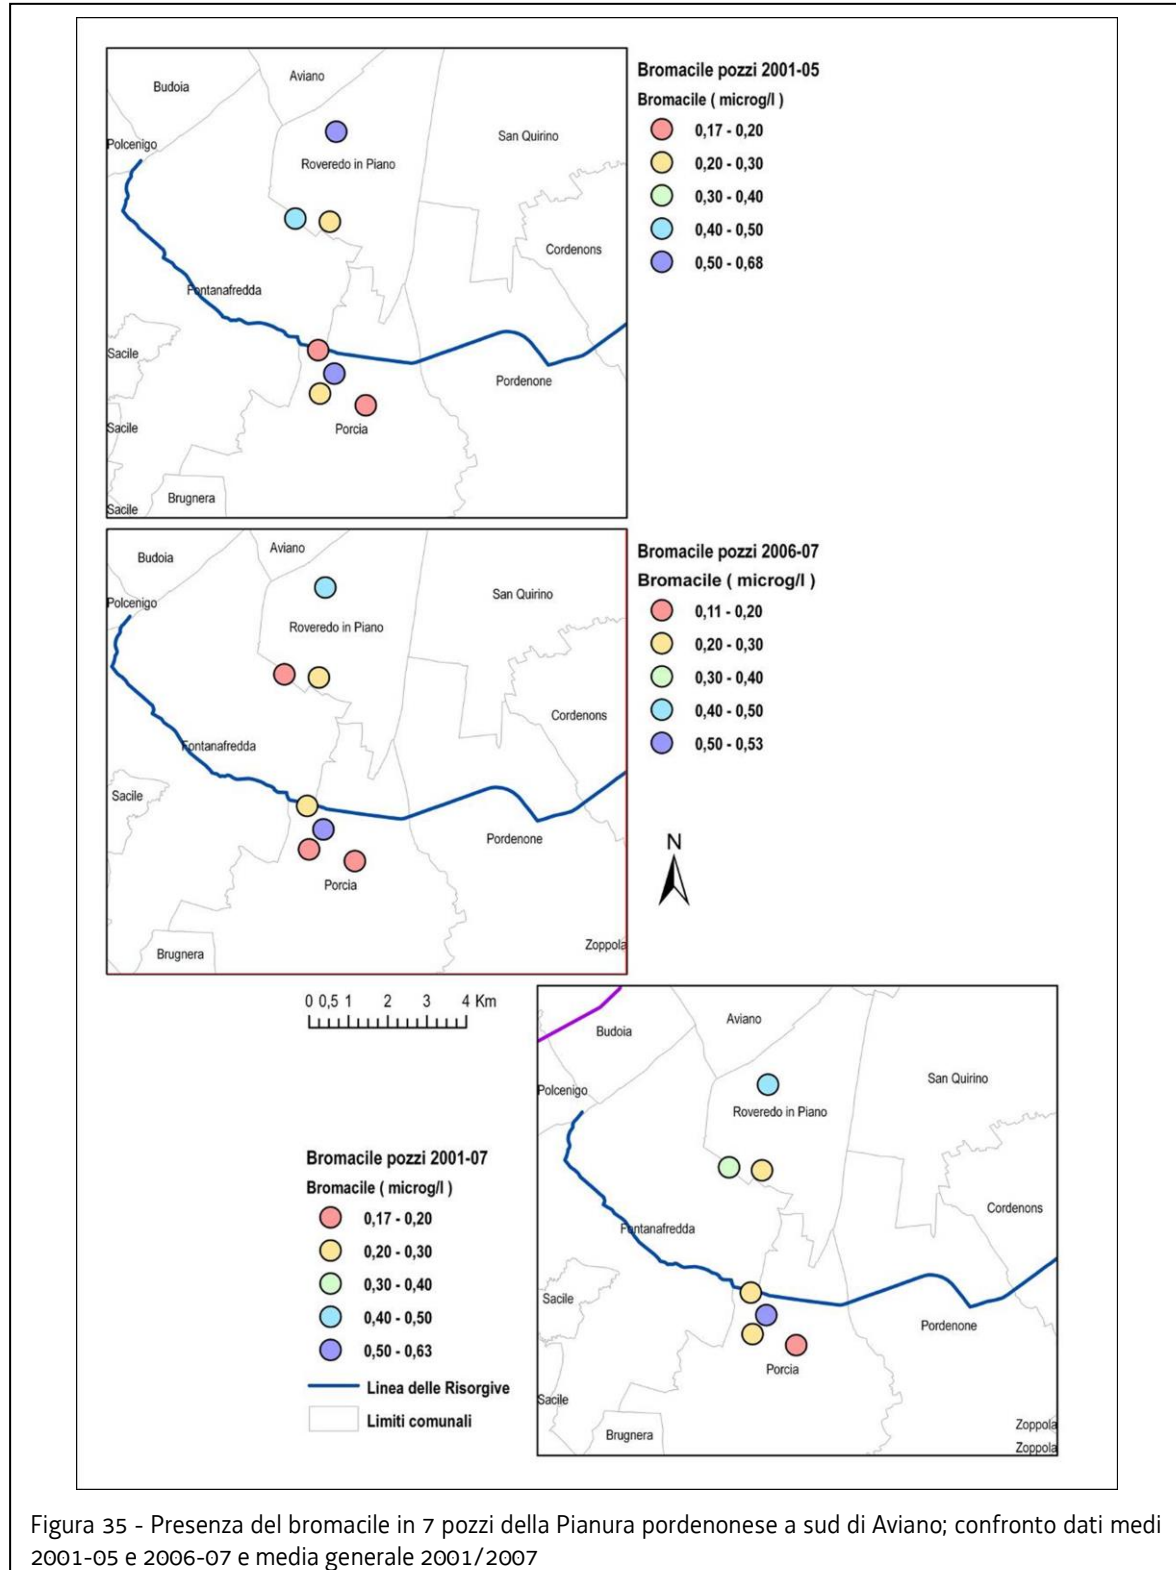 Budoia
Aviano
Polcenigo
Roveredo in Piano
San Quirino
Cordenons
Fontanafredda
Sacile
Pordenone
Sacile
Porcia
Brugnera
Sacile
Bromacile pozzi 2001-05
Bromacile ( microg/l )
0,17 - 0,20
0,20 - 0,30
0,30 - 0,40
0,40 - 0,50
0,50 - 0,68
Budoia
Aviano
Polcenigo
San Quirino
Roveredo in Piano
Cordenons
Fontanafredda
Sacile
Pordenone
Porcia
Brugnera
Zoppola
Bromacile pozzi 2006-07
Bromacile ( microg/l )
0,11 - 0,20
0,20 - 0,30
0,30 - 0,40
0,40 - 0,50
0,50 - 0,53
N
0 0,5 1 2 3 4 Km
Bromacile pozzi 2001-07
Bromacile ( microg/l )
0,17 - 0,20
0,20 - 0,30
0,30 - 0,40
0,40 - 0,50
0,50 - 0,63
Linea delle Risorgive
Limiti comunali
Budoia
Aviano
Polcenigo
San Quirino
Roveredo in Piano
Cordenons
Fontanafredda
Sacile
Pordenone
Porcia
Sacile
Brugnera
Zoppola
Zoppola
Figura 35 - Presenza del bromacile in 7 pozzi della Pianura pordenonese a sud di Aviano; confronto dati medi
2001-05 e 2006-07 e media generale 2001/2007